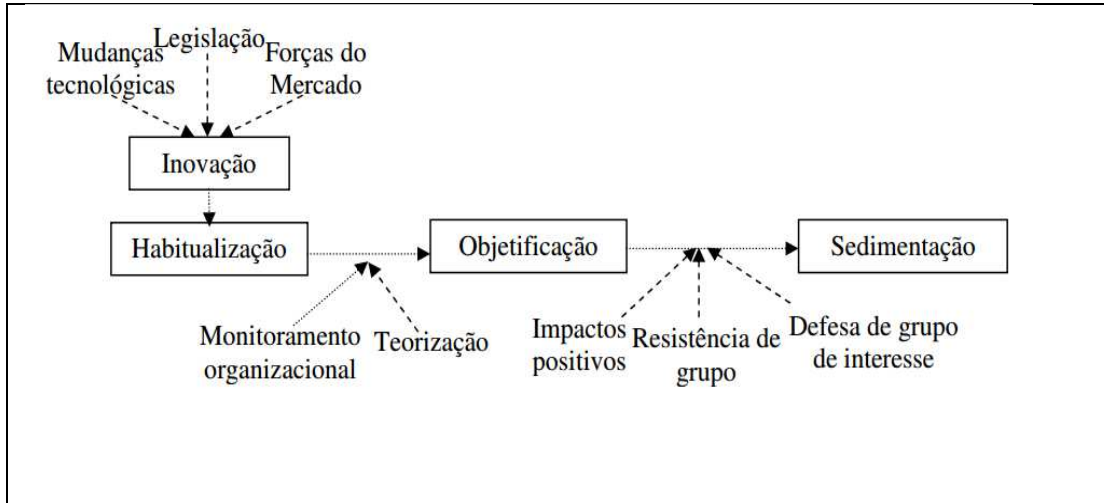 Legislação
Mudanças
tecnológicas
Forças do
Mercado
Inovação
Habitualização
Objetificação
Sedimentação
Monitoramento
organizacional
Teorização
Impactos
positivos
Resistência de
grupo
Defesa de grupo
de interesse